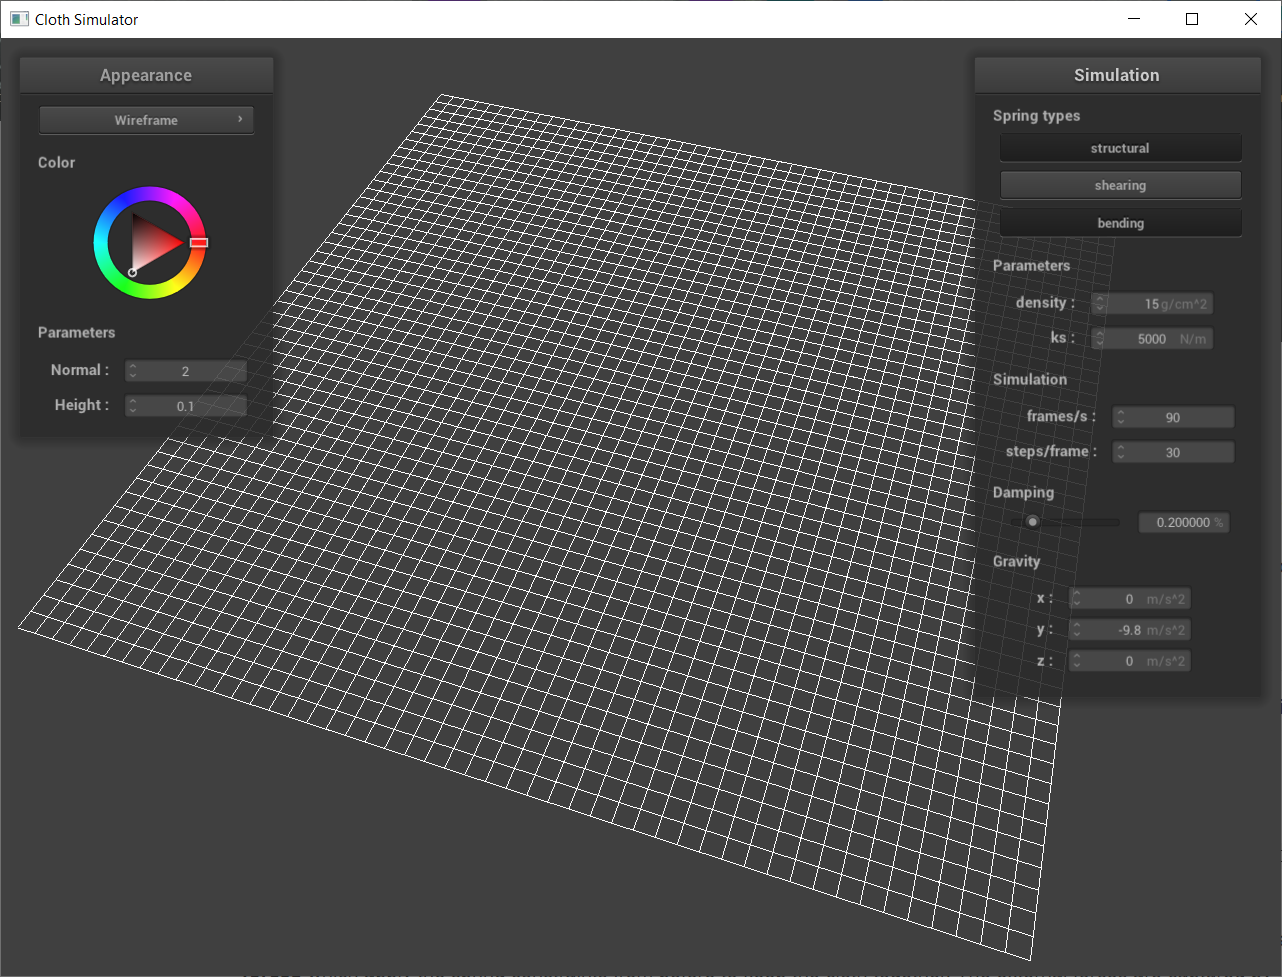 Cloth Simulator
Appearance
Wireframe
Color
Parameters
Normal : 2
Height : 0.1
Simulation
Spring types
structural
shearing
bending
Parameters
density : 15 g/cm^2
ks : 5000 N/m
Simulation
frames/s : 90
steps/frame : 30
Damping
0.200000 %
Gravity
x : 0 m/s^2
y : -9.8 m/s^2
z : 0 m/s^2